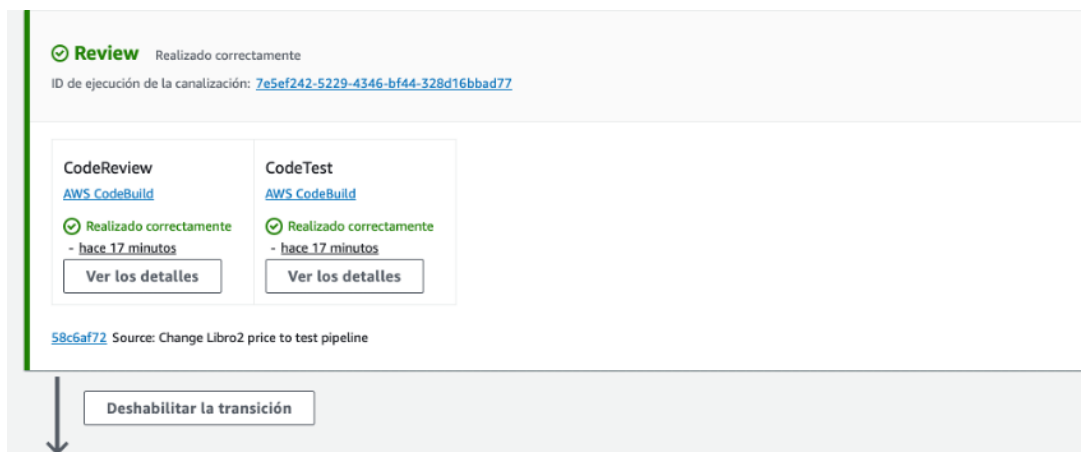 Review Realizado correctamente
ID de ejecución de la canalización: 7e5ef242-5229-4346-bf44-328d16bbad77
CodeReview
AWS CodeBuild
Realizado correctamente
- hace 17 minutos
Ver los detalles
CodeTest
AWS CodeBuild
Realizado correctamente
- hace 17 minutos
Ver los detalles
58c6af72 Source: Change Libro2 price to test pipeline
Deshabilitar la transición